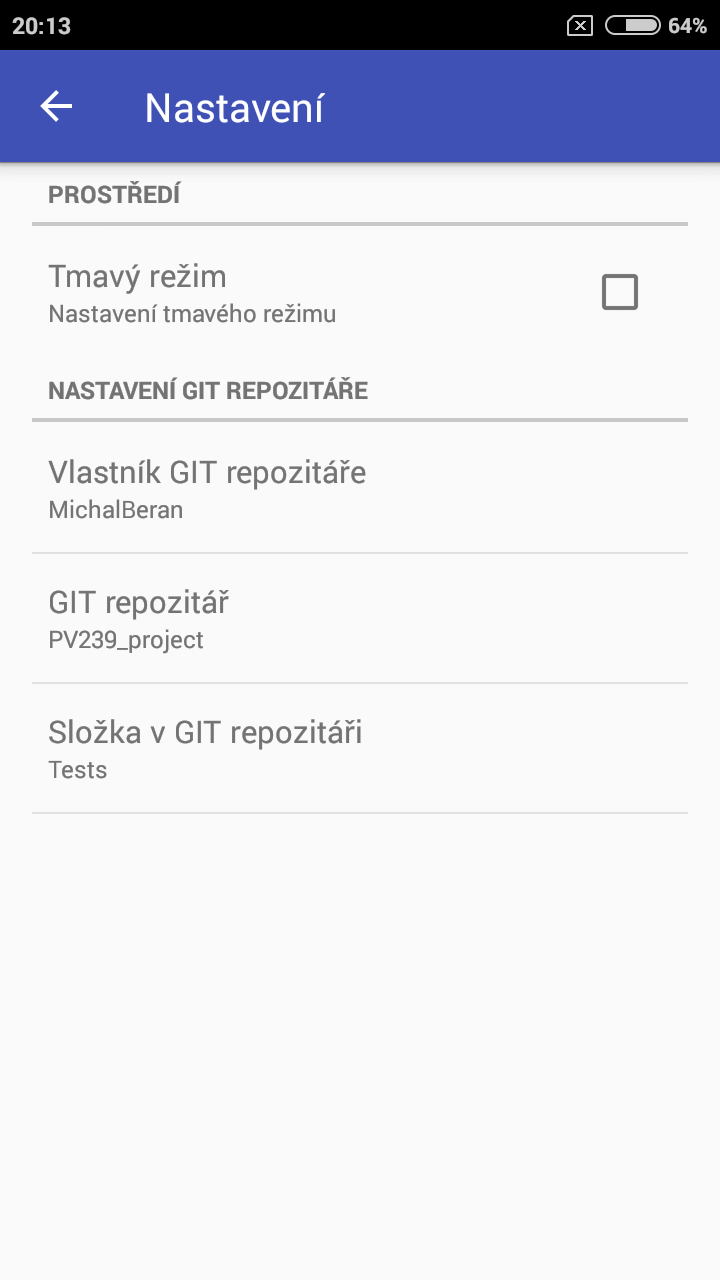 20:13
64%
Nastavení
PROSTŘEDÍ
Tmavý režim
Nastavení tmavého režimu
NASTAVENÍ GIT REPOZITÁŘE
Vlastník GIT repozitáře
MichalBeran
GIT repozitář
PV239_project
Složka v GIT repozitáři
Tests